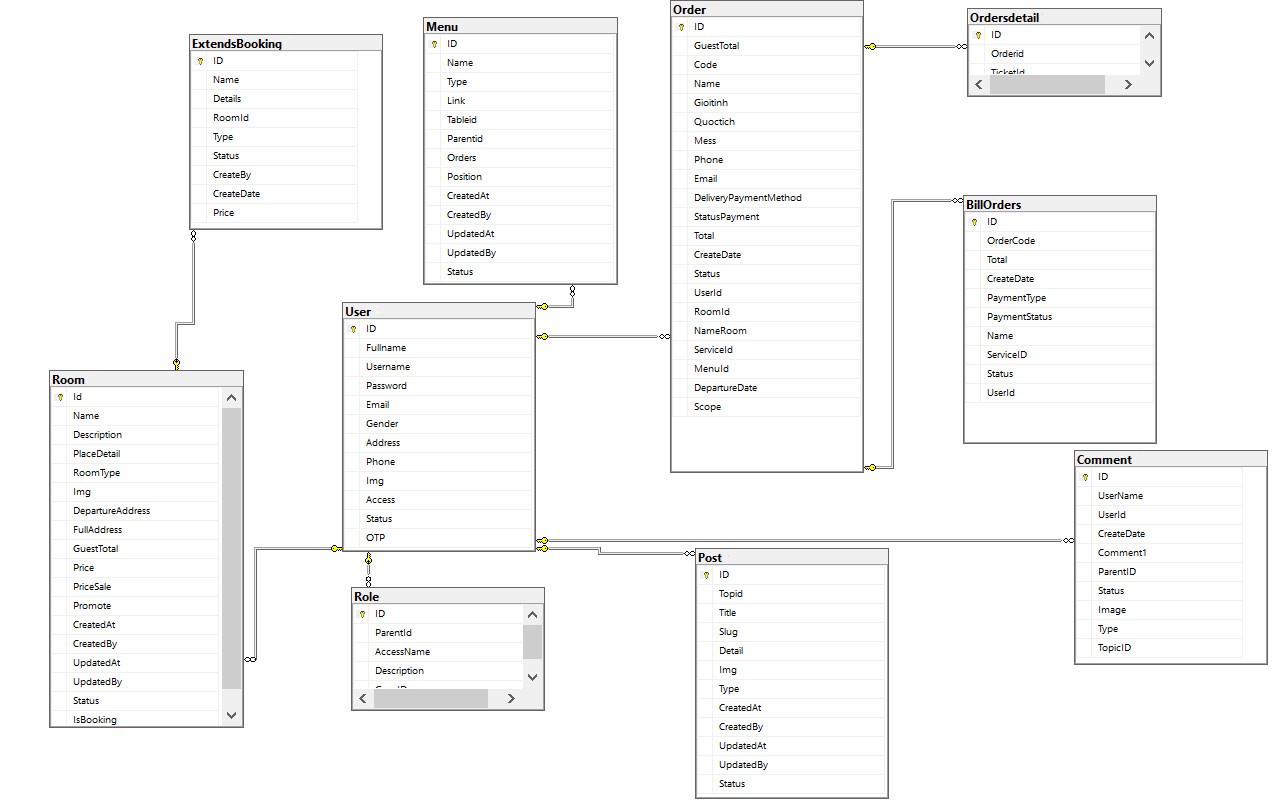 ExtendsBooking
ID
Name
Details
RoomId
Type
Status
CreateBy
CreateDate
Price
Menu
ID
Name
Type
Link
Tableid
Parentid
Orders
Position
CreatedAt
CreatedBy
UpdatedAt
UpdatedBy
Status
Order
ID
GuestTotal
Code
Name
Gioitinh
Quoctich
Mess
Phone
Email
DeliveryPaymentMethod
StatusPayment
Total
CreateDate
Status
UserId
RoomId
NameRoom
ServiceId
MenuId
DepartureDate
Scope
Ordersdetail
ID
Orderid
TicketId
BillOrders
ID
OrderCode
Total
CreateDate
PaymentType
PaymentStatus
Name
ServiceID
Status
UserId
User
ID
Fullname
Username
Password
Email
Gender
Address
Phone
Img
Access
Status
OTP
Room
Id
Name
Description
PlaceDetail
RoomType
Img
DepartureAddress
FullAddress
GuestTotal
Price
PriceSale
Promote
CreatedAt
CreatedBy
UpdatedAt
UpdatedBy
Status
IsBooking
Role
ID
ParentId
AccessName
Description
Post
ID
Topid
Title
Slug
Detail
Img
Type
CreatedAt
CreatedBy
UpdatedAt
UpdatedBy
Status
Comment
ID
UserName
UserId
CreateDate
Comment1
ParentID
Status
Image
Type
TopicID